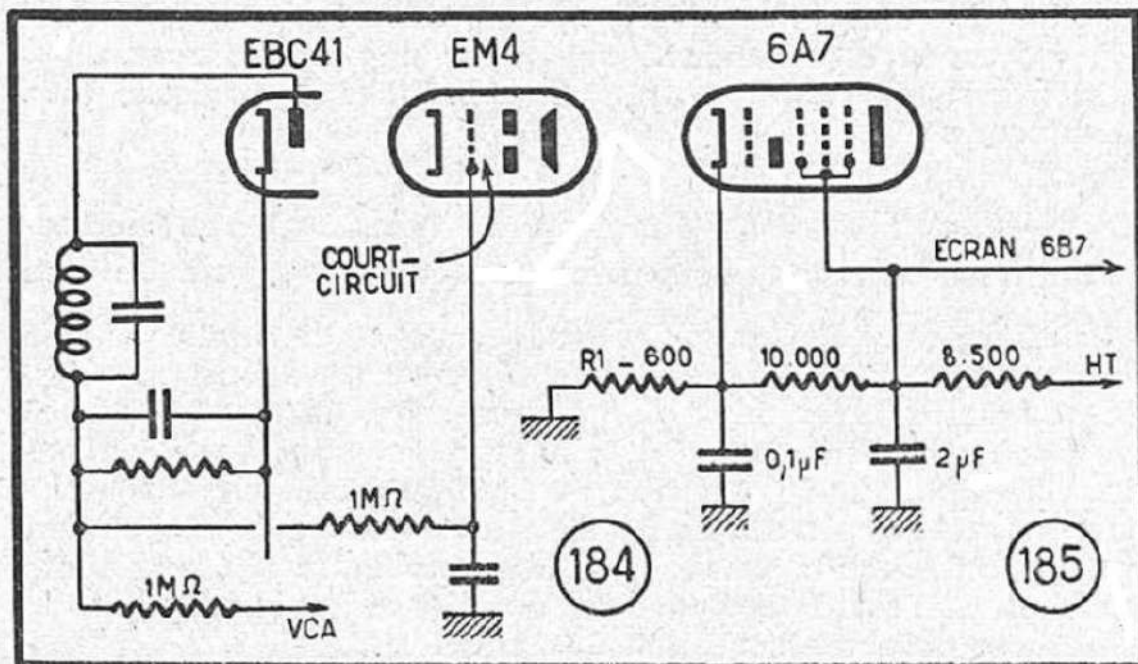 EBC41
EM4
6A7
COURT-
CIRCUIT
ECRAN 6B7
R1 - 600
10.000
8.500
HT
0,1µF
2µF
1MΩ
184
185
1MΩ
VCA